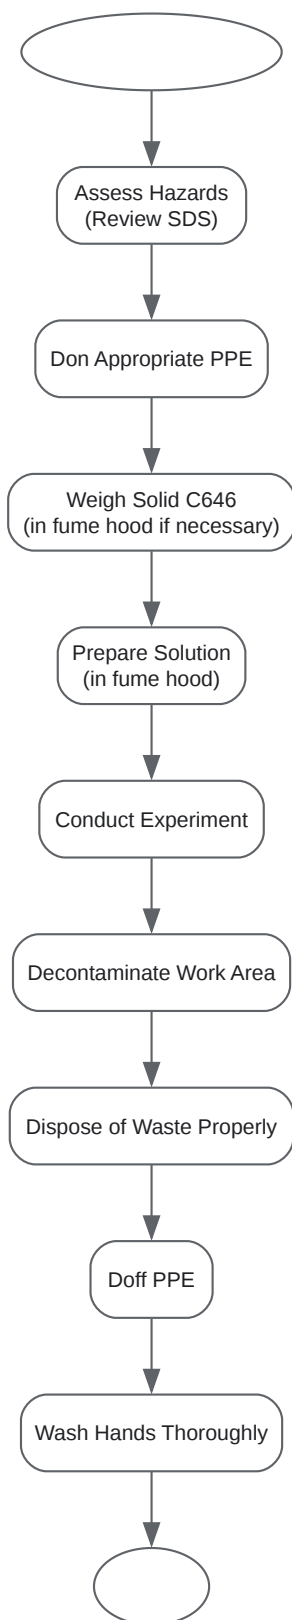 Assess Hazards
(Review SDS)
Don Appropriate PPE
Weigh Solid C646
(in fume hood if necessary)
Prepare Solution
(in fume hood)
Conduct Experiment
Decontaminate Work Area
Dispose of Waste Properly
Doff PPE
Wash Hands Thoroughly